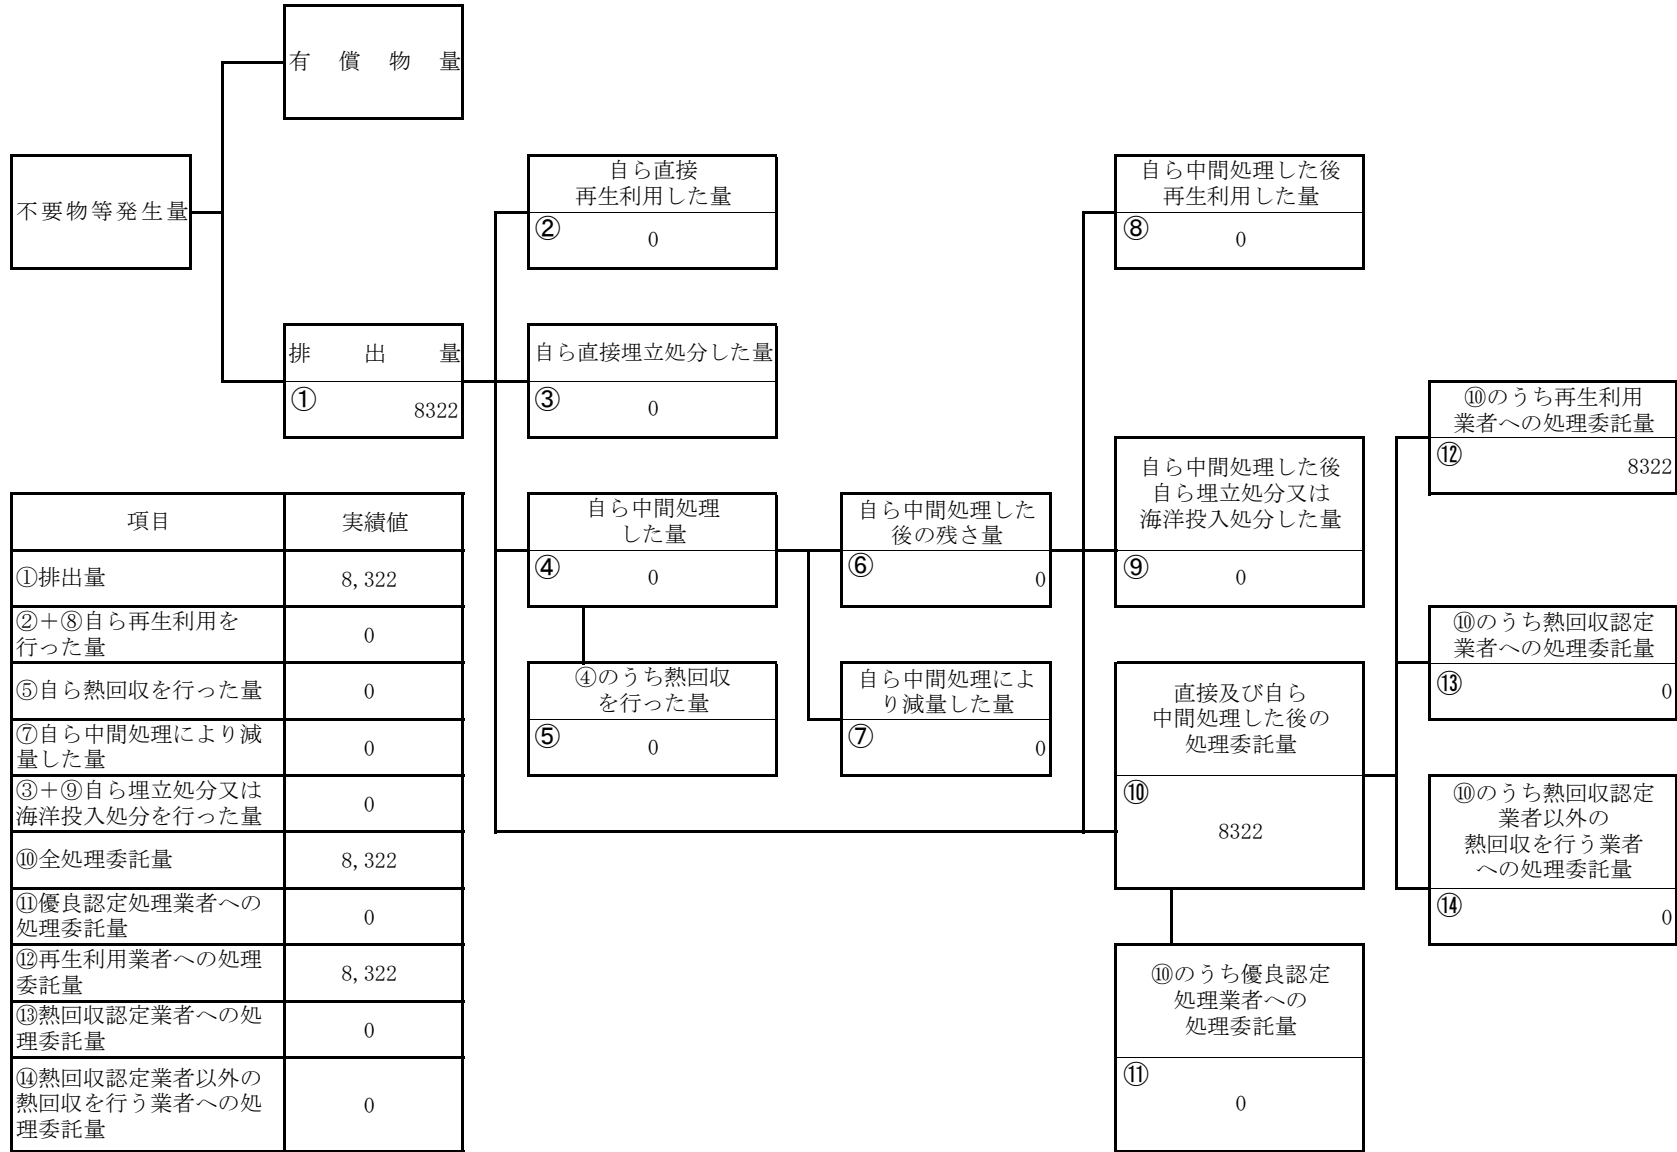 有償物量
不要物等発生量
排出量
①
8322
自ら直接
再生利用した量
②
0
自ら直接埋立処分した量
③
0
自ら中間処理
した量
④
0
④のうち熱回収
を行った量
⑤
0
自ら中間処理した
後の残さ量
⑥
0
自ら中間処理によ
り減量した量
⑦
0
自ら中間処理した後
再生利用した量
⑧
0
自ら中間処理した後
自ら埋立処分又は
海洋投入処分した量
⑨
0
直接及び自ら
中間処理した後の
処理委託量
⑩
8322
⑩のうち優良認定
処理業者への
処理委託量
⑪
0
⑩のうち再生利用
業者への処理委託量
⑫
8322
⑩のうち熱回収認定
業者への処理委託量
⑬
0
⑩のうち熱回収認定
業者以外の
熱回収を行う業者
への処理委託量
⑭
0
項目 実績値
①排出量 8,322
②+⑧自ら再生利用を
行った量 0
⑤自ら熱回収を行った量 0
⑦自ら中間処理により減
量した量 0
③+⑨自ら埋立処分又は
海洋投入処分を行った量 0
⑩全処理委託量 8,322
⑪優良認定処理業者への
処理委託量 0
⑫再生利用業者への処理
委託量 8,322
⑬熱回収認定業者への処
理委託量 0
⑭熱回収認定業者以外の
熱回収を行う業者への処
理委託量 0